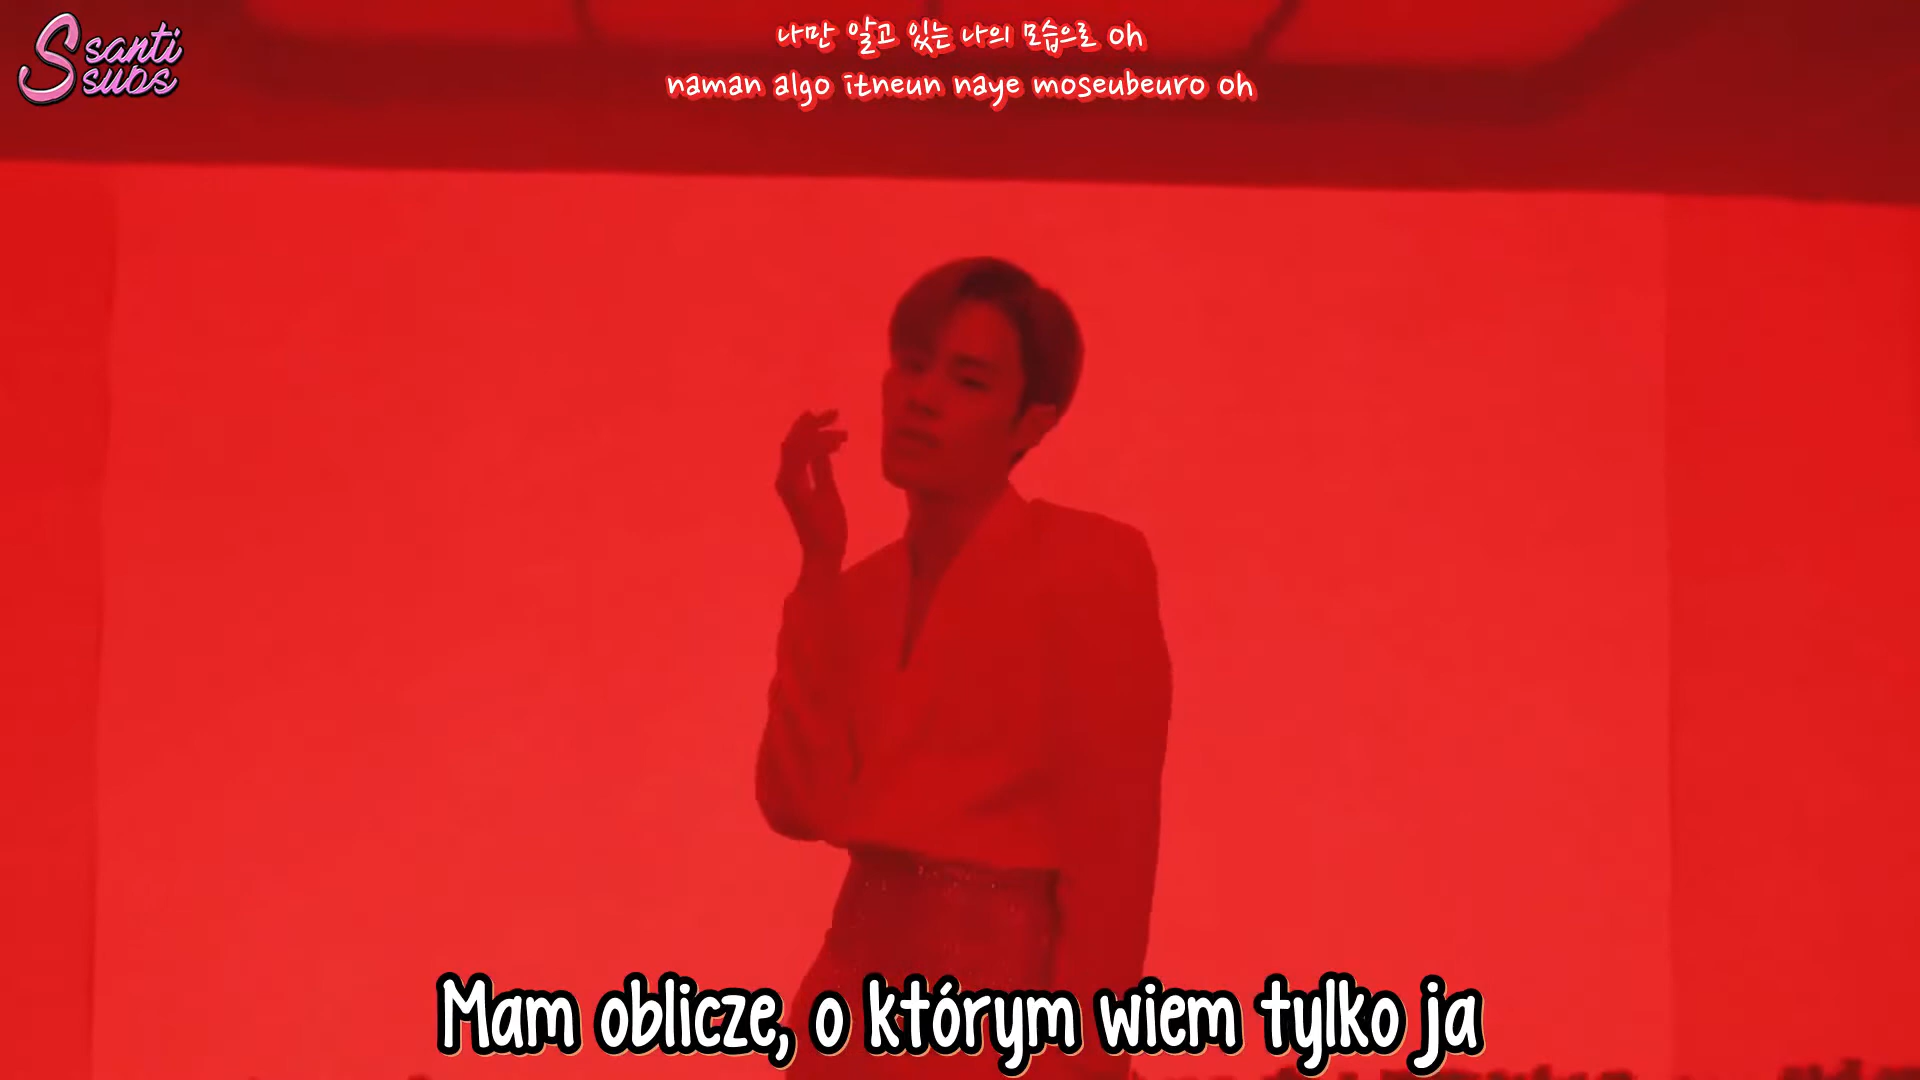 Ssanti
subs
나만 알고 있는 나의 모습으로 oh
naman algo itneun naye moseubeuro oh
Mam oblicze, o którym wiem tylko ja